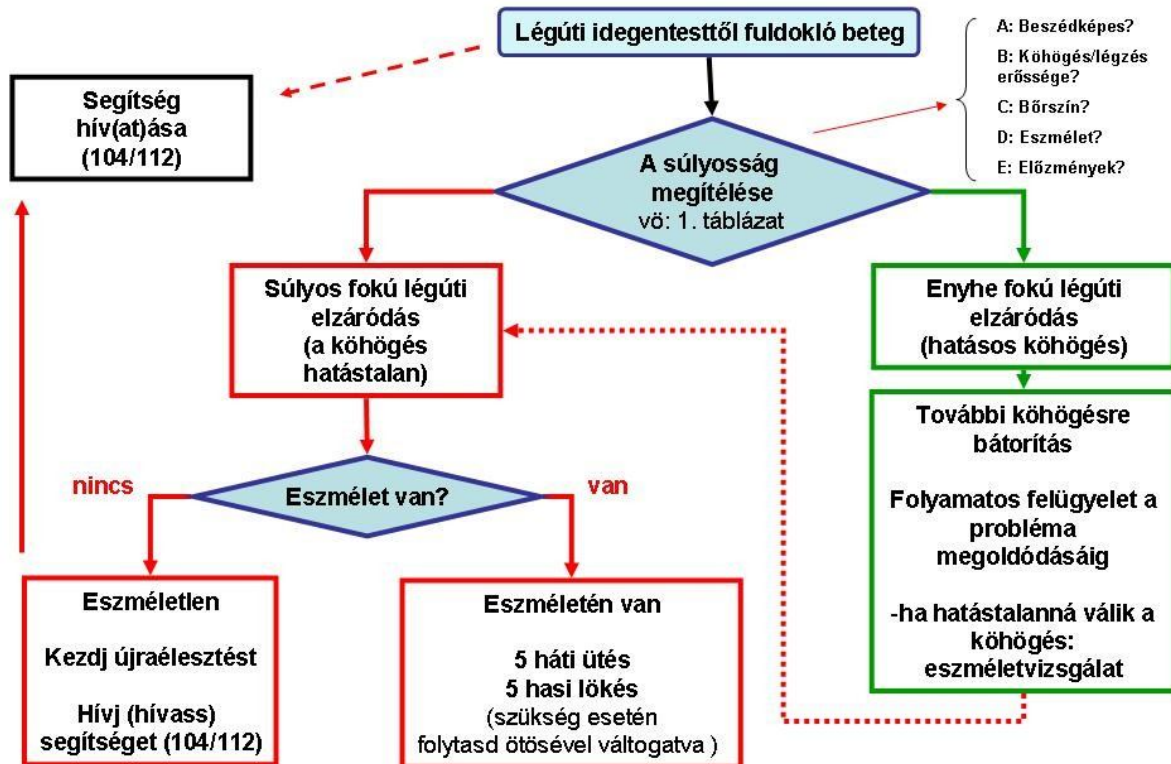 Légúti idegentesttől fuldokló beteg
A: Beszédképes?
B: Köhögés/légzés
erőssége?
C: Bőrszín?
D: Eszmélet?
E: Előzmények?
Segítség
hív(at)ása
(104/112)
A súlyosság
megítélése
vö: 1. táblázat
Súlyos fokú légúti
elzáródás
(a köhögés
hatástalan)
Enyhe fokú légúti
elzáródás
(hatásos köhögés)
További köhögésre
bátorítás
Folyamatos felügyelet a
probléma
megoldódásáig
-ha hatástalanná válik a
köhögés:
eszméletvizsgálat
nincs
Eszmélet van?
van
Eszméletlen
Kezdj újraélesztést
Hívj (hívass)
segítséget (104/112)
Eszméletén van
5 háti ütés
5 hasi lökés
(szükség esetén
folytasd ötösével váltogatva )